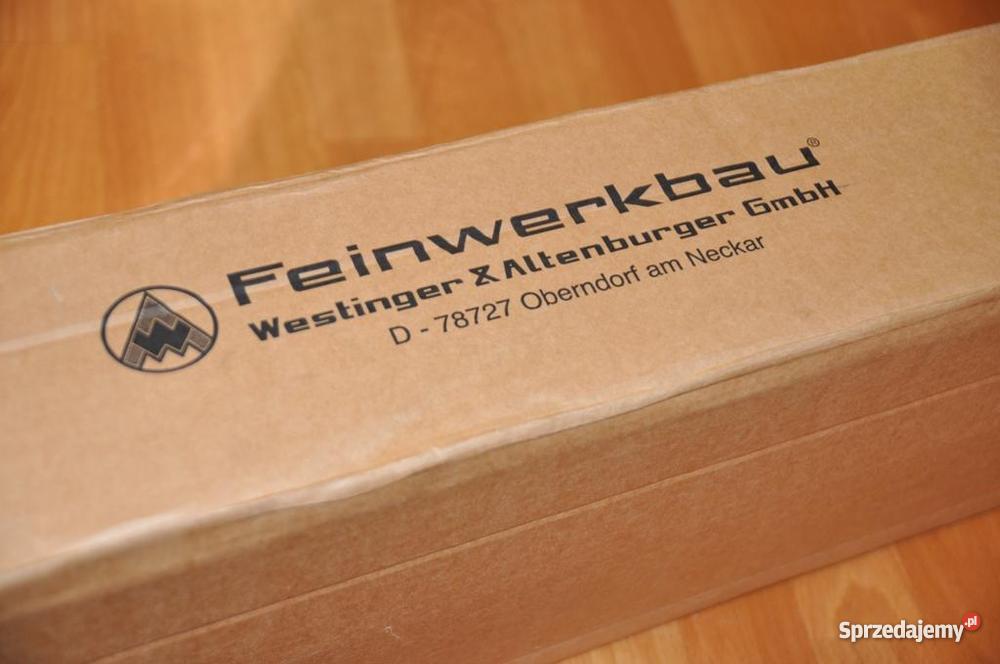 Feinwerkbau®
Westinger & Altenburger GmbH
D - 78727 Oberndorf am Neckar
Sprzedajemy.pl